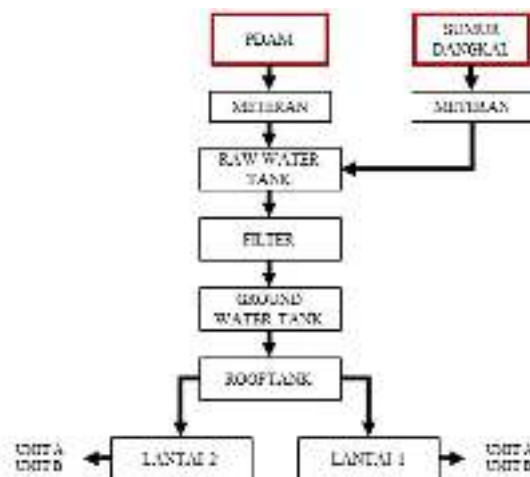 PDAM
SUMUR
DANGKAL
METERAN
METERAN
RAW WATER
TANK
FILTER
GROUND
WATER TANK
ROOFTANK
UNIT A
UNIT B
LANTAI 2
LANTAI 1
UNIT A
UNIT B